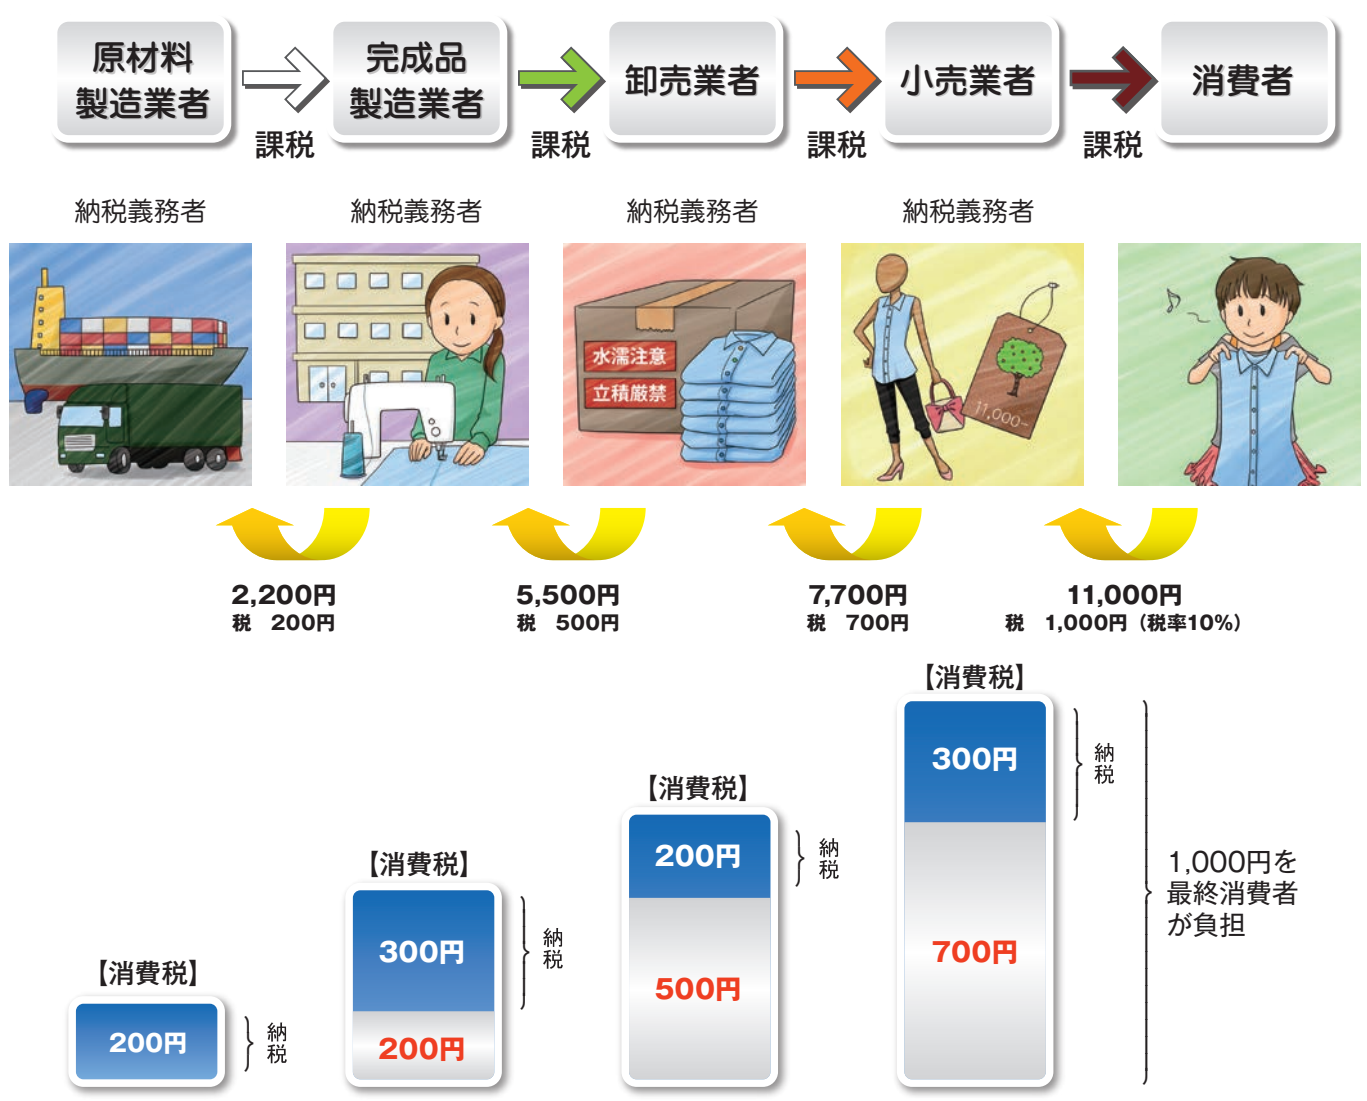 原材料
製造業者
完成品
製造業者
卸売業者
小売業者
消費者
課税
課税
課税
課税
納税義務者
納税義務者
納税義務者
納税義務者
水濡注意
立積厳禁
11,000-
2,200円
税 200円
5,500円
税 500円
7,700円
税 700円
11,000円
税 1,000円（税率10%）
【消費税】
200円
納税
【消費税】
300円
200円
納税
【消費税】
200円
500円
納税
【消費税】
300円
700円
納税
1,000円を
最終消費者
が負担